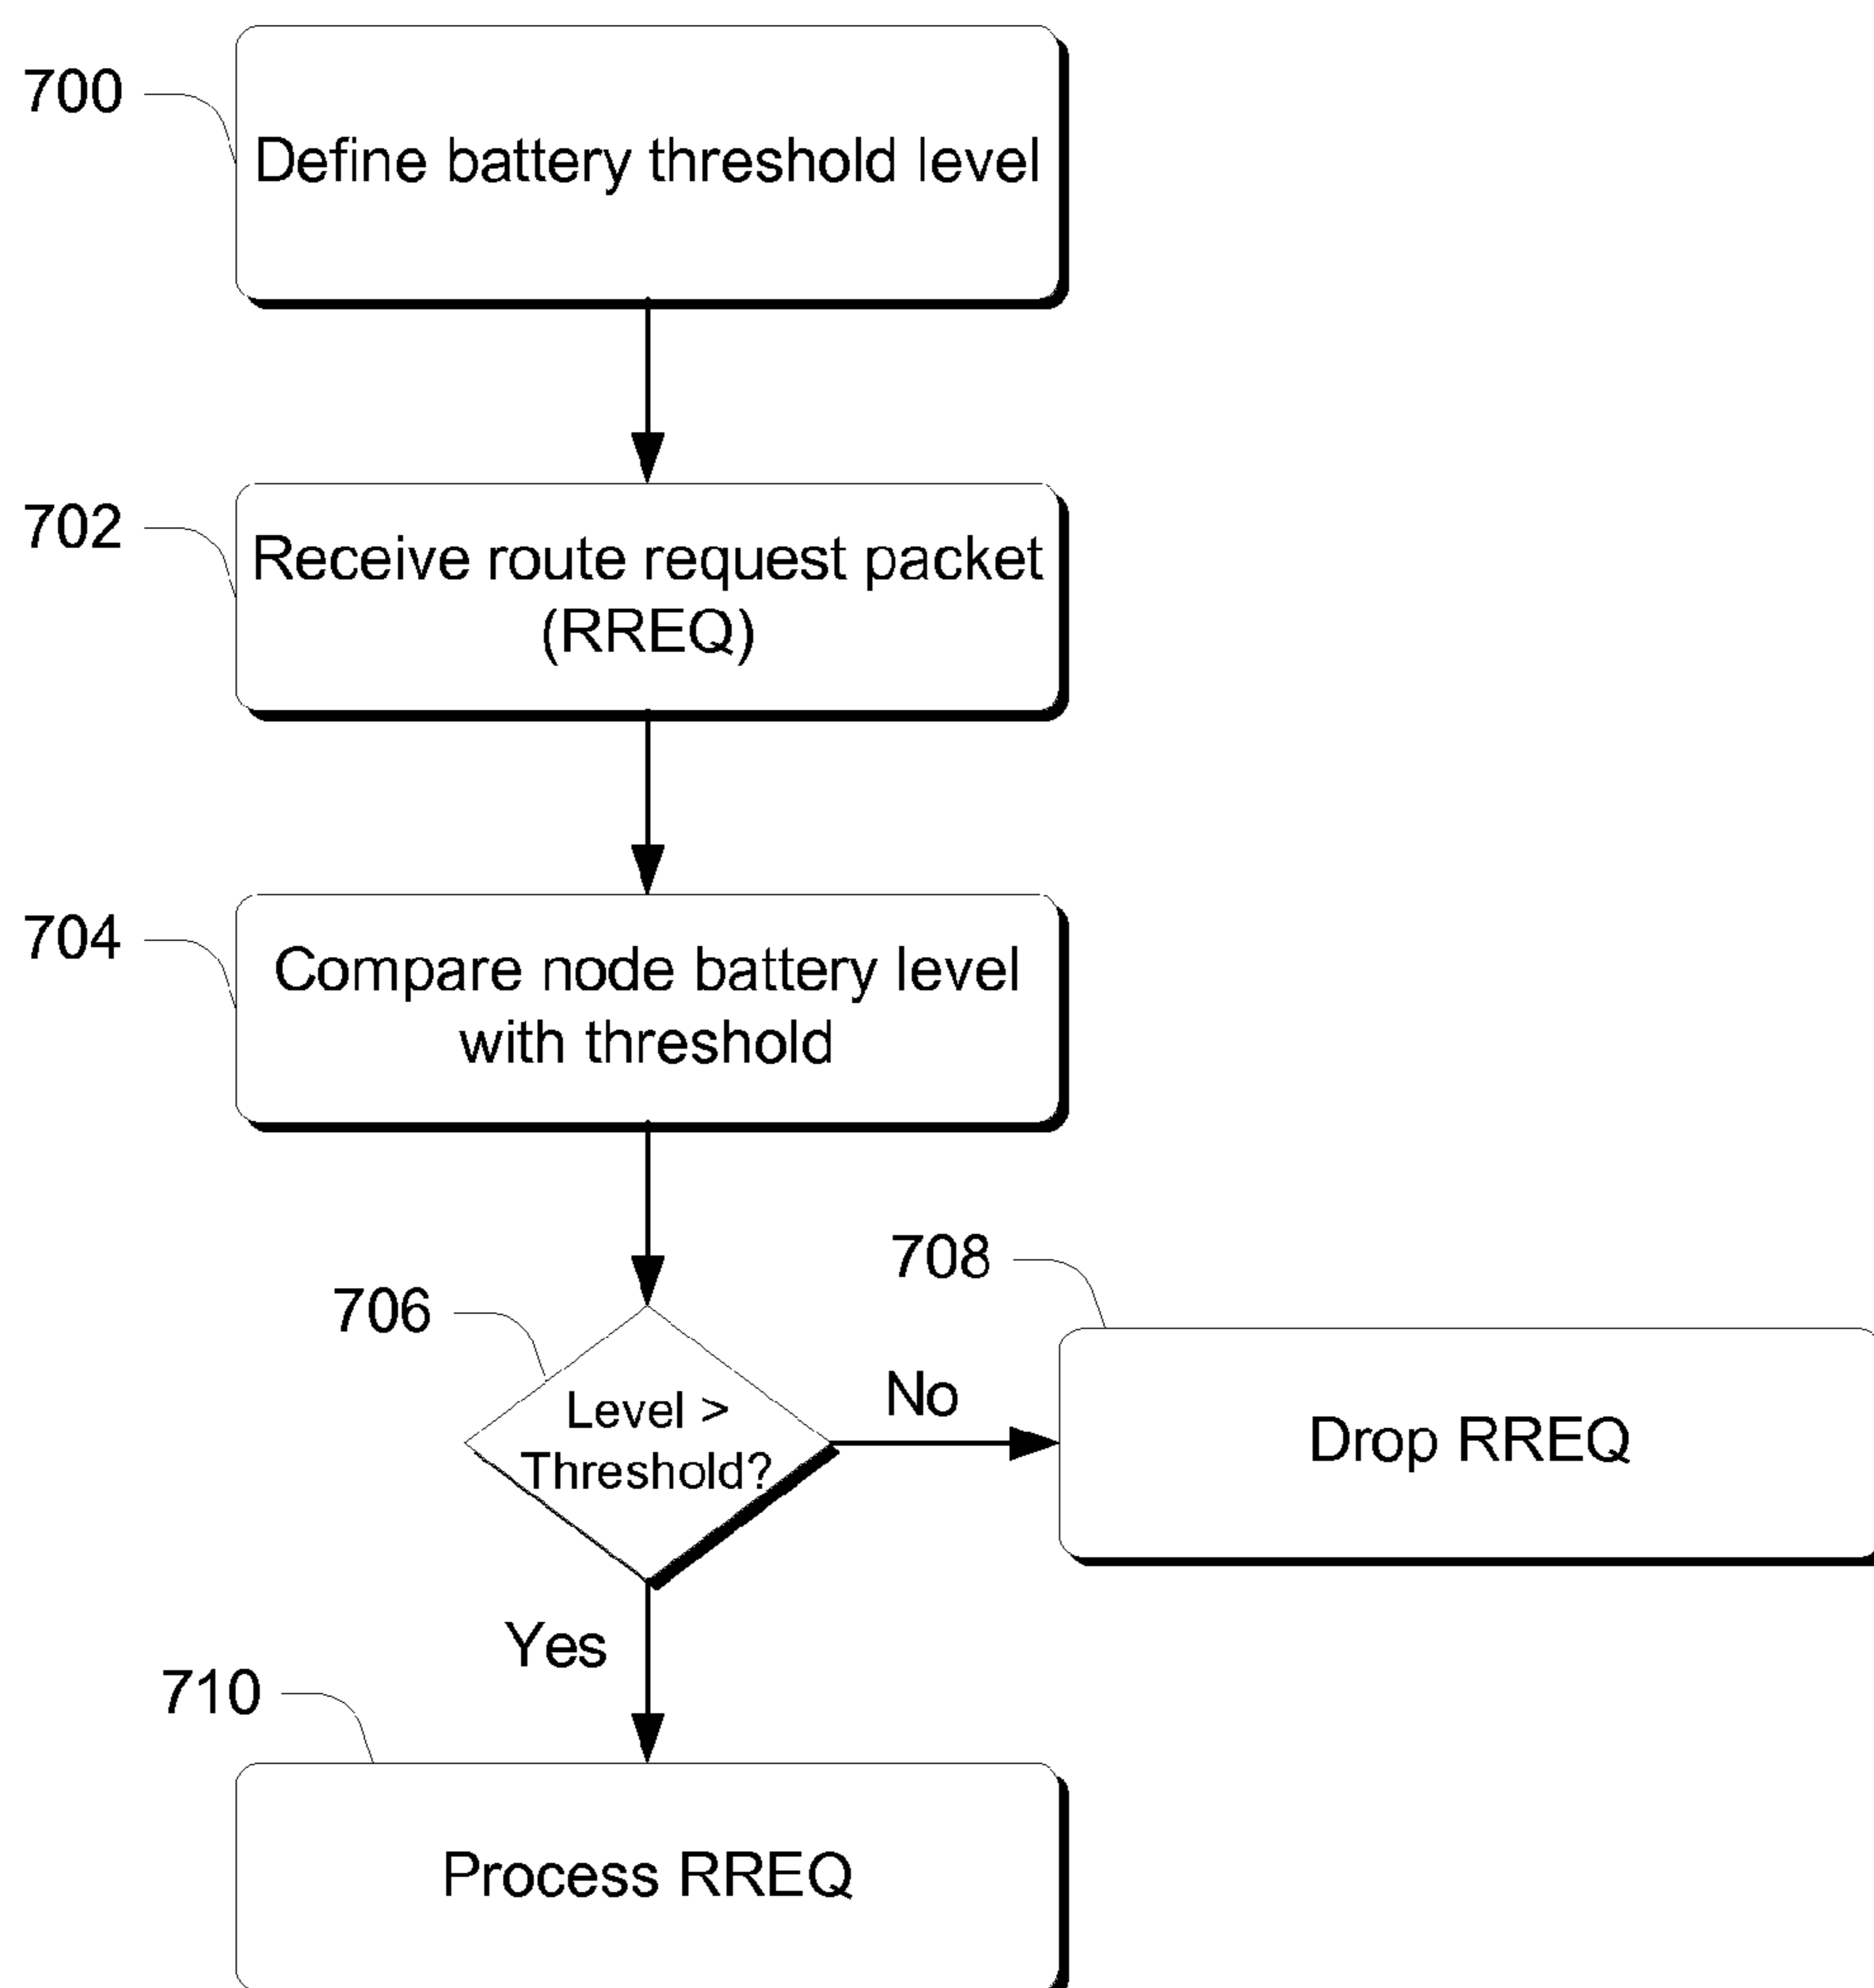 700
Define battery threshold level
702
Receive route request packet
(RREQ)
704
Compare node battery level
with threshold
706
Level >
Threshold?
No
708
Drop RREQ
Yes
710
Process RREQ